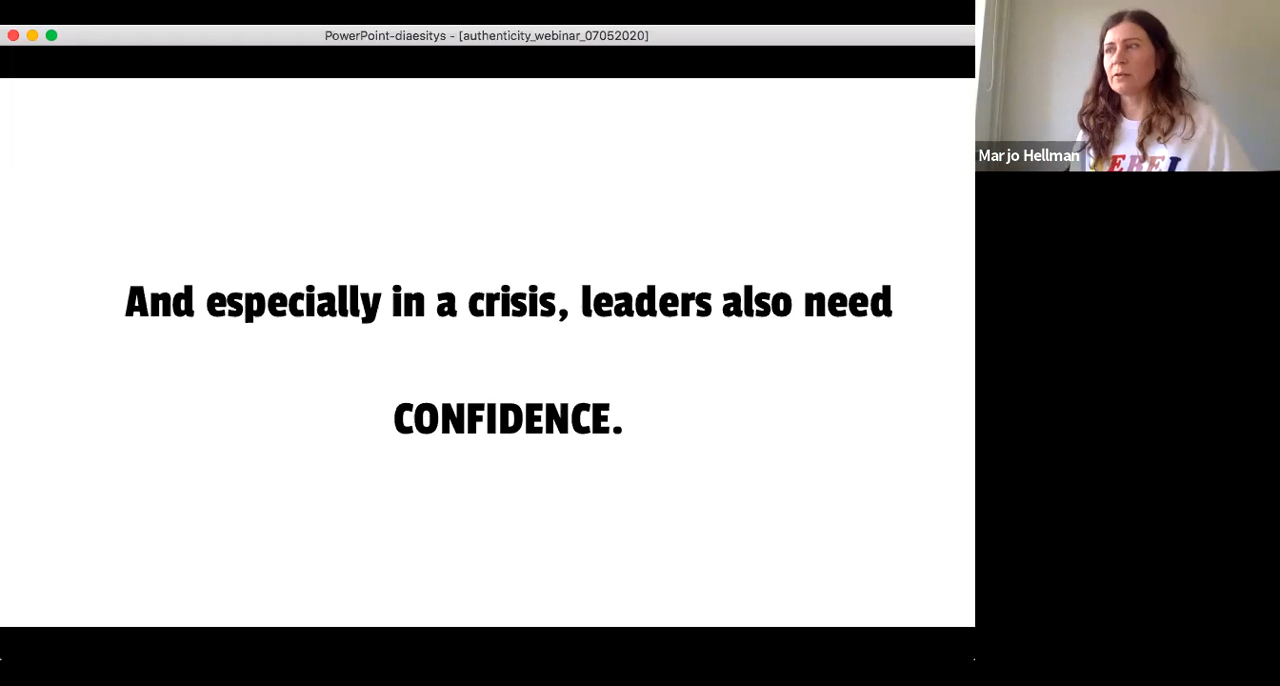 PowerPoint-diaesitys - [authenticity_webinar_07052020]
And especially in a crisis, leaders also need
CONFIDENCE.
Marjo Hellman